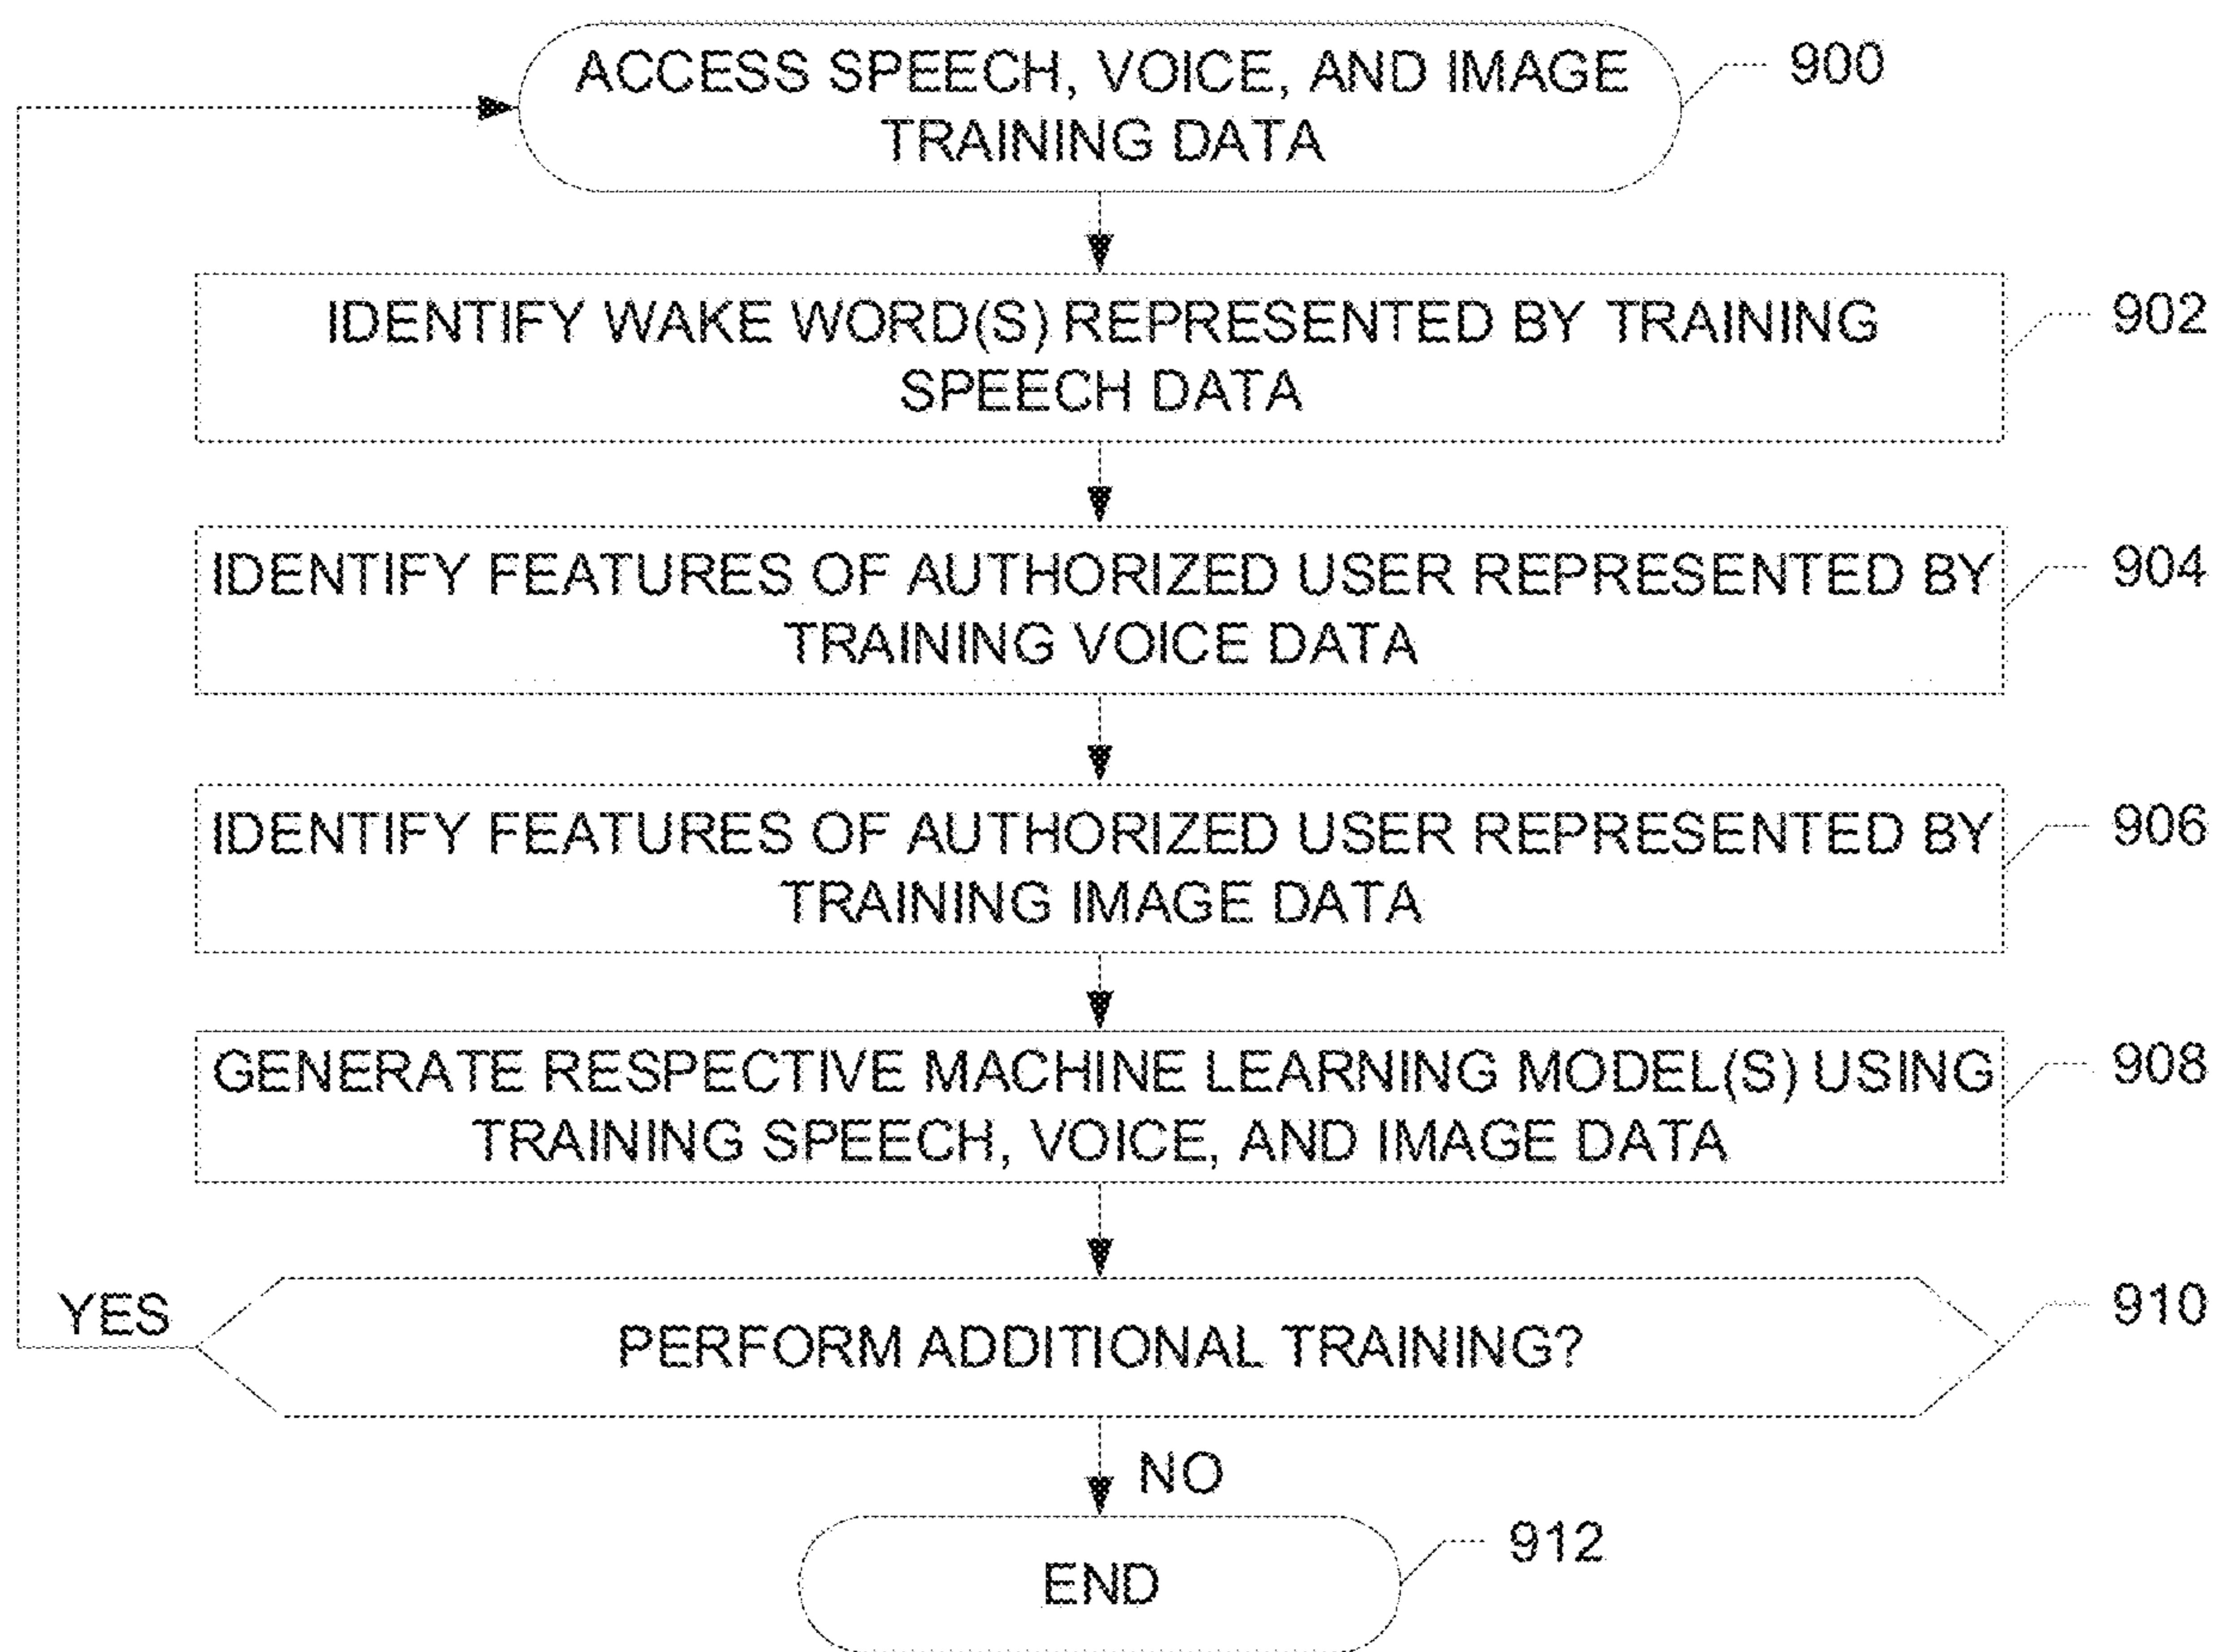 ACCESS SPEECH, VOICE, AND IMAGE
TRAINING DATA
900
IDENTIFY WAKE WORD(S) REPRESENTED BY TRAINING
SPEECH DATA
902
IDENTIFY FEATURES OF AUTHORIZED USER REPRESENTED BY
TRAINING VOICE DATA
904
IDENTIFY FEATURES OF AUTHORIZED USER REPRESENTED BY
TRAINING IMAGE DATA
906
GENERATE RESPECTIVE MACHINE LEARNING MODEL(S) USING
TRAINING SPEECH, VOICE, AND IMAGE DATA
908
YES
PERFORM ADDITIONAL TRAINING?
910
NO
END
912